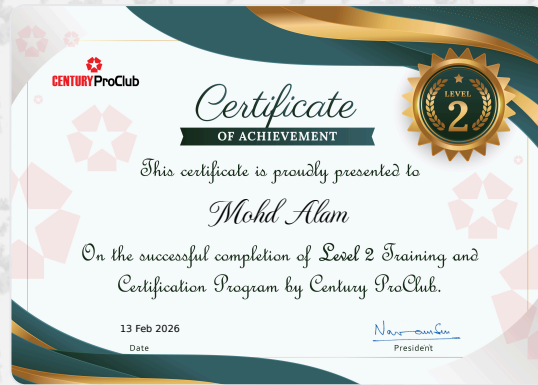 CENTURY ProClub
Certificate
OF ACHIEVEMENT
LEVEL
2
This certificate is proudly presented to
Mohd Alam
On the successful completion of Level 2 Training and
Certification Program by Century ProClub.
13 Feb 2026
Date
President